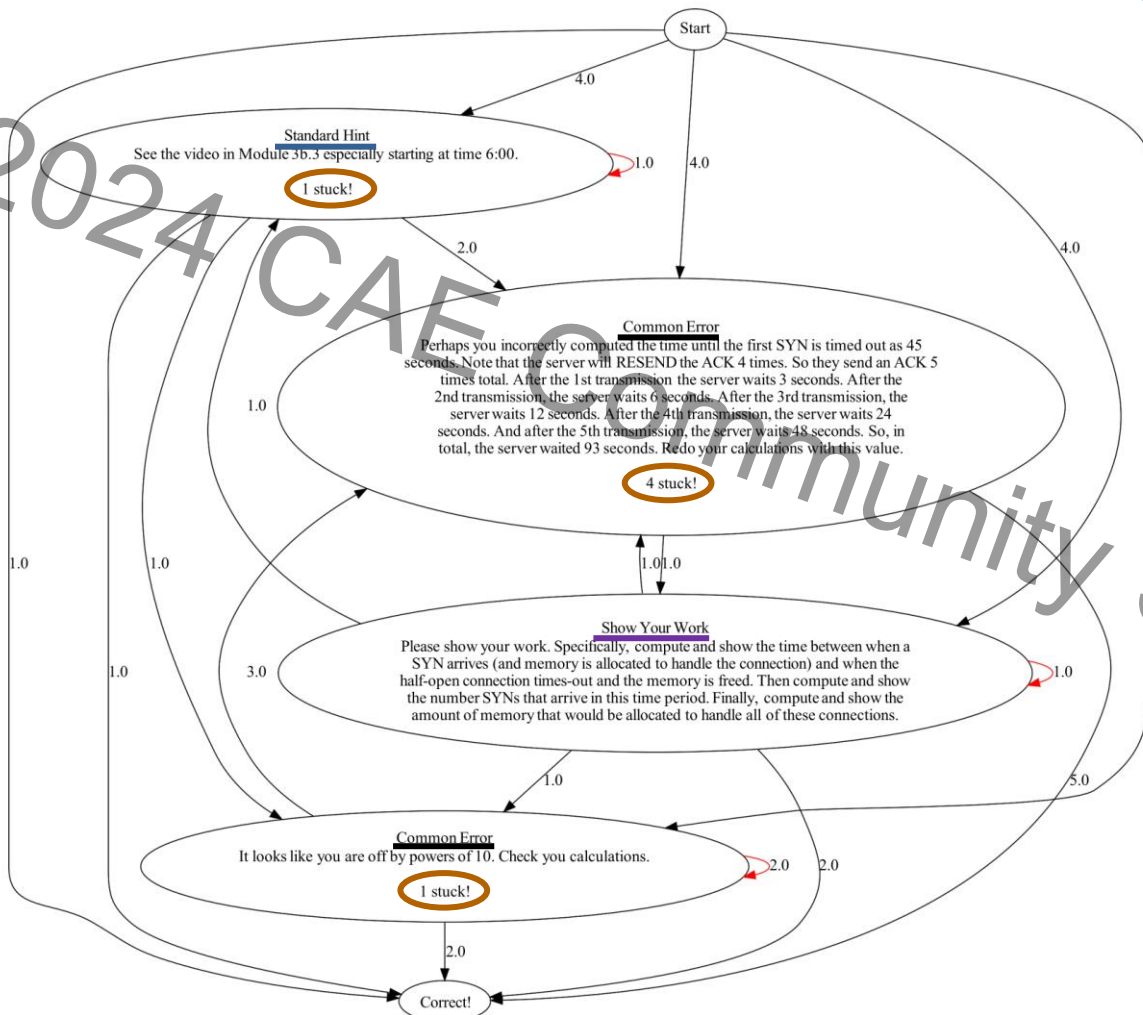 Start
4.0
Standard Hint
See the video in Module 3b.3 especially starting at time 6:00.
1 stuck!
1.0
4.0
4.0
2.0
2024 CAE Community
Common Error
Perhaps you incorrectly computed the time until the first SYN is timed out as 45
seconds. Note that the server will RESEND the ACK 4 times. So they send an ACK 5
times total. After the 1st transmission the server waits 3 seconds. After the
2nd transmission, the server waits 6 seconds. After the 3rd transmission, the
server waits 12 seconds. After the 4th transmission, the server waits 24
seconds. And after the 5th transmission, the server waits 48 seconds. So, in
total, the server waited 93 seconds. Redo your calculations with this value.
4 stuck!
1.0
1.0
1.0
1.0
1.0
Show Your Work
Please show your work. Specifically, compute and show the time between when a
SYN arrives (and memory is allocated to handle the connection) and when the
half-open connection times-out and the memory is freed. Then compute and show
the number SYNs that arrive in this time period. Finally, compute and show the
amount of memory that would be allocated to handle all of these connections.
1.0
3.0
1.0
1.0
5.0
Common Error
It looks like you are off by powers of 10. Check you calculations.
1 stuck!
2.0
2.0
2.0
Correct!